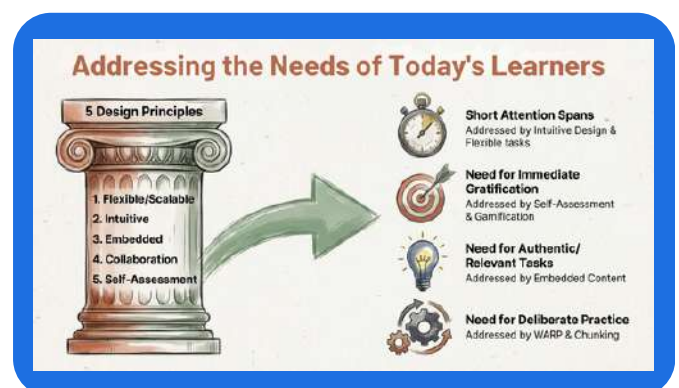 Addressing the Needs of Today's Learners
5 Design Principles
1. Flexible/Scalable
2. Intuitive
3. Embedded
4. Collaboration
5. Self-Assessment
Short Attention Spans
Addressed by Intuitive Design &
Flexible tasks
Need for Immediate
Gratification
Addressed by Self-Assessment
& Gamification
Need for Authentic/
Relevant Tasks
Addressed by Embedded Content
Need for Deliberate Practice
Addressed by WARP & Chunking